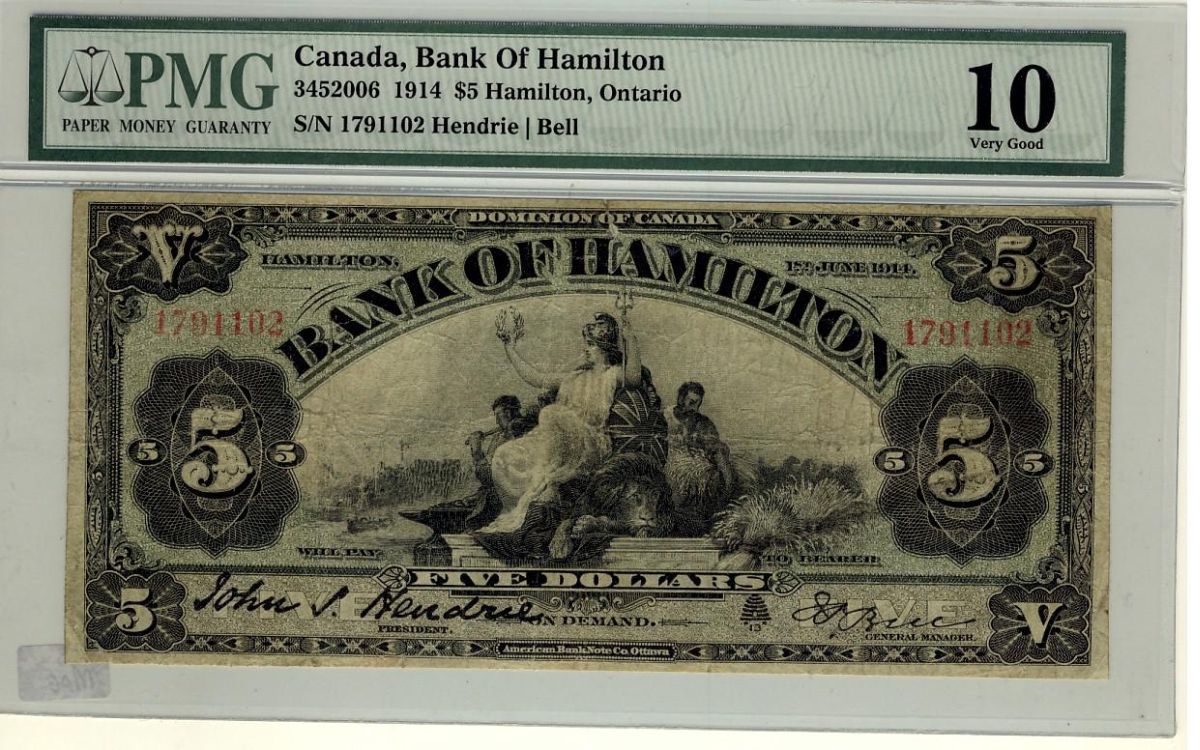 PMG
PAPER MONEY GUARANTY
Canada, Bank Of Hamilton
3452006 1914 $5 Hamilton, Ontario
S/N 1791102 Hendrie | Bell
10
Very Good
DOMINION OF CANADA
V
5
HAMILTON.
1ST JUNE 1914.
BANK OF HAMILTON
1791102
1791102
5 5 5
5 5 5
WILL PAY
TO BEARER
FIVE DOLLARS
5
John S. Hendrie
PRESIDENT.
ON DEMAND.
GENERAL MANAGER.
V
American Bank Note Co. Ottawa